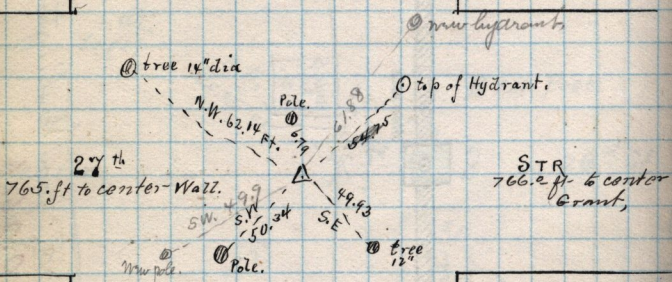 new hydrant
tree 14" dia
top of Hydrant.
Pole.
N.W. 62.14 Ft.
6.79
61.88
54.75
27th
STR
765. ft to center Wall.
766.2 ft to center
Grant,
SW. 49.9
S.W
50.34
49.93
S.E
New pole.
Pole.
tree
12"